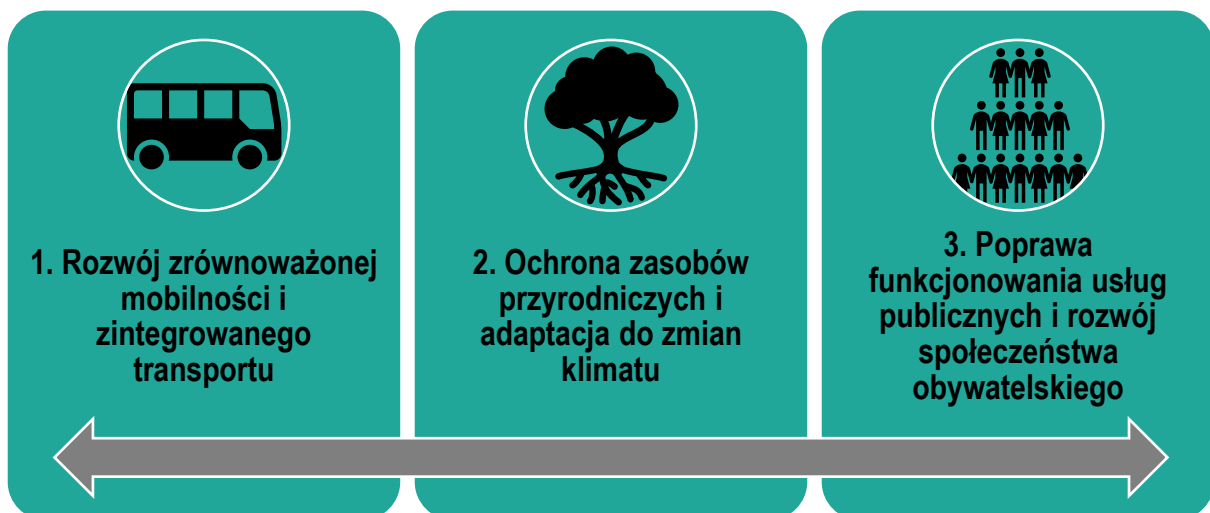 1. Rozwój zrównoważonej
mobilności i
zintegrowanego
transportu
2. Ochrona zasobów
przyrodniczych i
adaptacja do zmian
klimatu
3. Poprawa
funkcjonowania usług
publicznych i rozwój
społeczeństwa
obywatelskiego